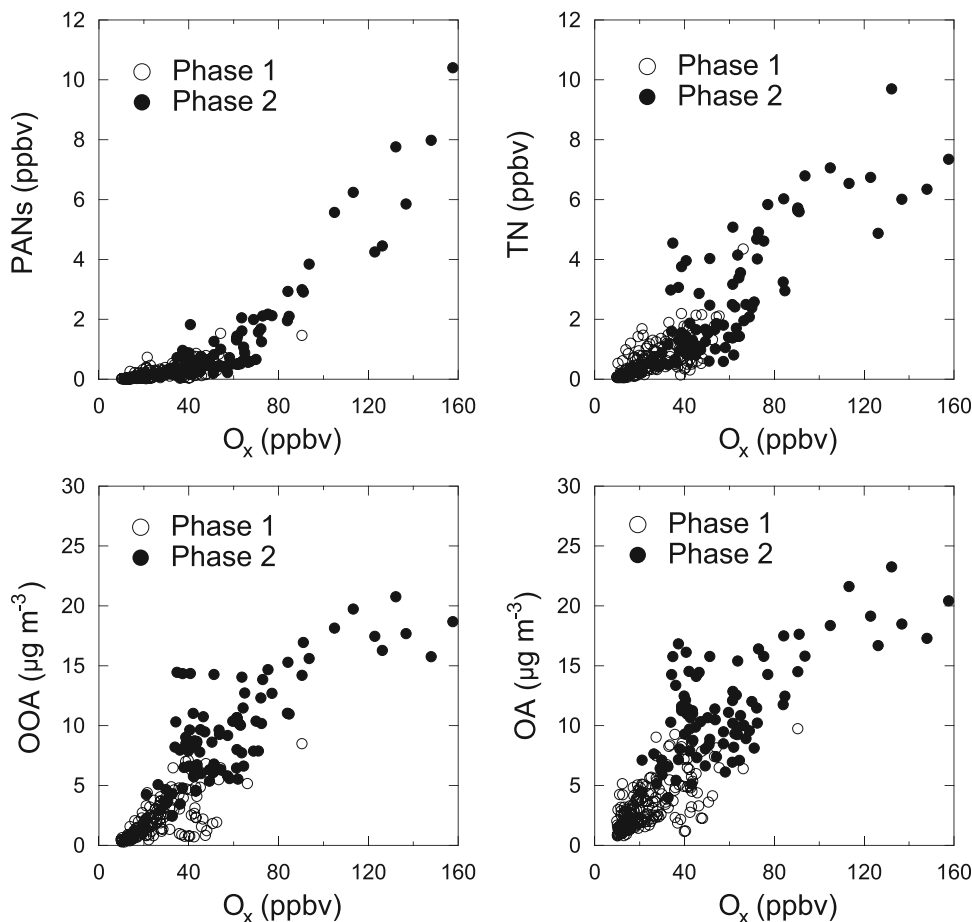 12
10
8
6
4
2
0
PANs (ppbv)
Phase 1
Phase 2
0 40 80 120 160
Oₓ (ppbv)
12
10
8
6
4
2
0
TN (ppbv)
Phase 1
Phase 2
0 40 80 120 160
Oₓ (ppbv)
30
25
20
15
10
5
0
OOA (µg m⁻³)
Phase 1
Phase 2
0 40 80 120 160
Oₓ (ppbv)
30
25
20
15
10
5
0
OA (µg m⁻³)
Phase 1
Phase 2
0 40 80 120 160
Oₓ (ppbv)